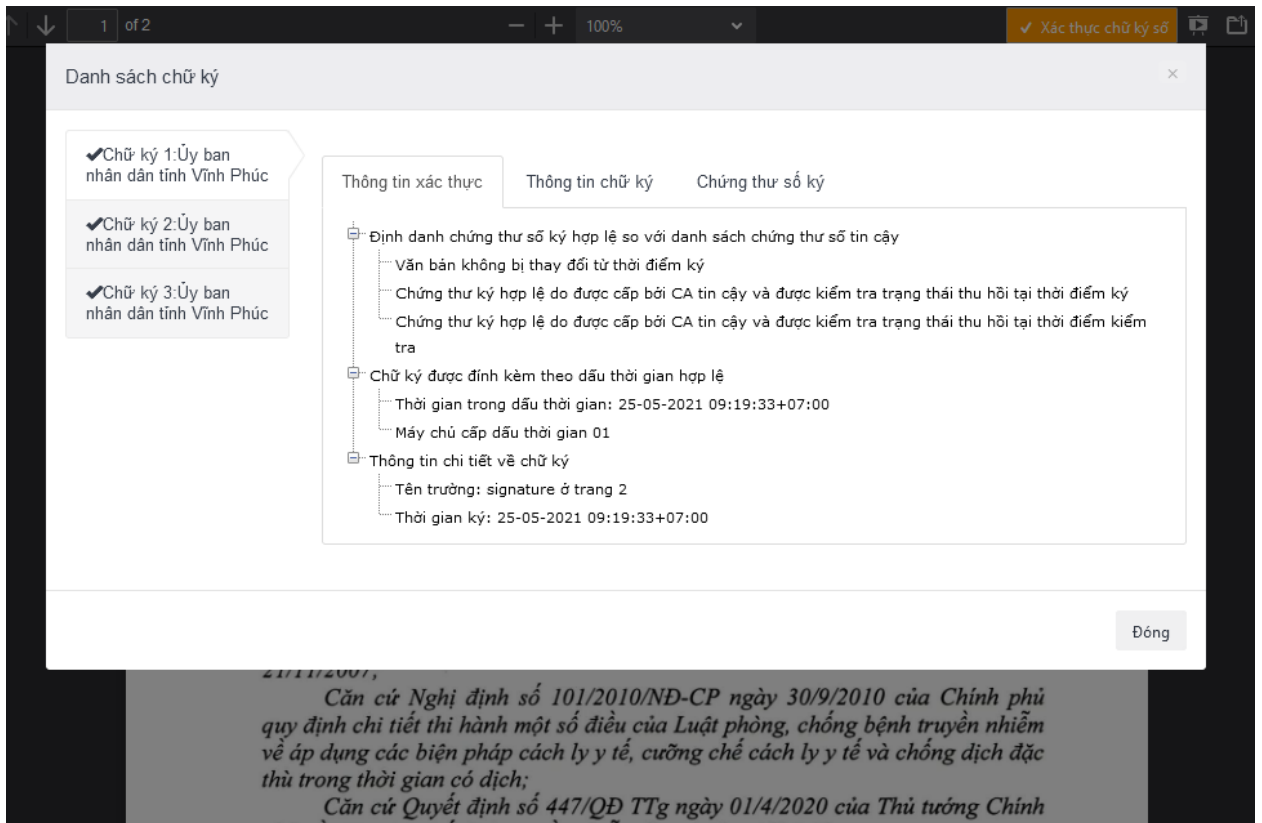 1 of 2 100% Xác thực chữ ký số
Danh sách chữ ký
Chữ ký 1:Ủy ban
nhân dân tỉnh Vĩnh Phúc
Chữ ký 2:Ủy ban
nhân dân tỉnh Vĩnh Phúc
Chữ ký 3:Ủy ban
nhân dân tỉnh Vĩnh Phúc
Thông tin xác thực Thông tin chữ ký Chứng thư số ký
Định danh chứng thư số ký hợp lệ so với danh sách chứng thư số tin cậy
Văn bản không bị thay đổi từ thời điểm ký
Chứng thư ký hợp lệ do được cấp bởi CA tin cậy và được kiểm tra trạng thái thu hồi tại thời điểm ký
Chứng thư ký hợp lệ do được cấp bởi CA tin cậy và được kiểm tra trạng thái thu hồi tại thời điểm kiểm
tra
Chữ ký được đính kèm theo dấu thời gian hợp lệ
Thời gian trong dấu thời gian: 25-05-2021 09:19:33+07:00
Máy chủ cấp dấu thời gian 01
Thông tin chi tiết về chữ ký
Tên trường: signature ở trang 2
Thời gian ký: 25-05-2021 09:19:33+07:00
Đóng
21/11/2007;
Căn cứ Nghị định số 101/2010/NĐ-CP ngày 30/9/2010 của Chính phủ
quy định chi tiết thi hành một số điều của Luật phòng, chống bệnh truyền nhiễm
về áp dụng các biện pháp cách ly y tế, cưỡng chế cách ly y tế và chống dịch đặc
thù trong thời gian có dịch;
Căn cứ Quyết định số 447/QĐ TTg ngày 01/4/2020 của Thủ tướng Chính